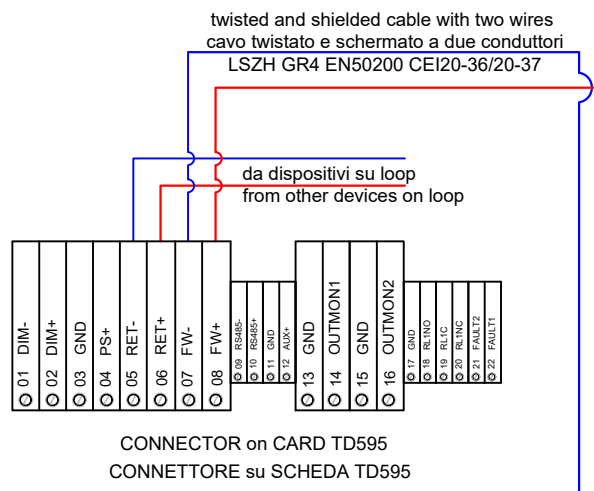 twisted and shielded cable with two wires
cavo twistato e schermato a due conduttori
LSZH GR4 EN50200 CEI20-36/20-37
da dispositivi su loop
from other devices on loop
01 DIM-
02 DIM+
03 GND
04 PS+
05 RET-
06 RET+
07 FW-
08 FW+
09 RS485-
10 RS485+
11 GND
12 AUX+
13 GND
14 OUTMON1
15 GND
16 OUTMON2
17 GND
18 RL1NO
19 RL1C
20 RL1NC
21 FAULT2
22 FAULT1
CONNECTOR on CARD TD595
CONNETTORE su SCHEDA TD595